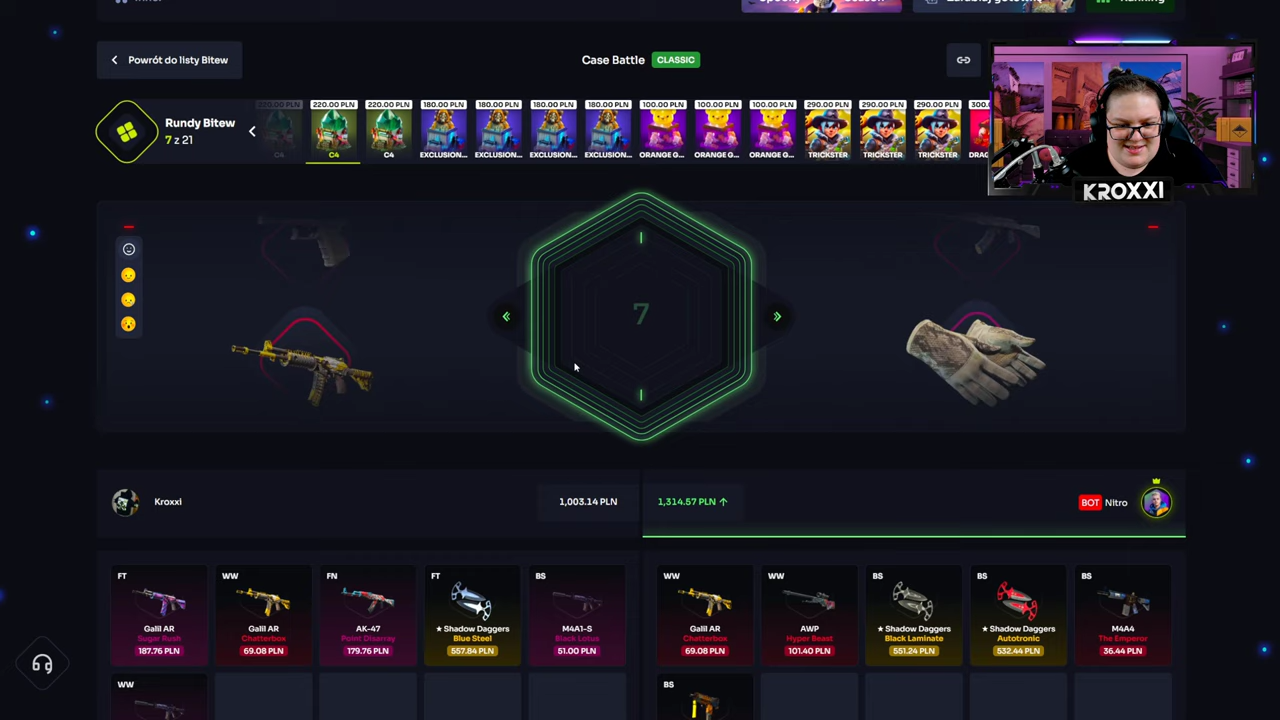 Powrót do listy Bitew
Case Battle CLASSIC
Rundy Bitew
7 z 21
220.00 PLN 220.00 PLN 220.00 PLN 180.00 PLN 180.00 PLN 180.00 PLN 180.00 PLN 100.00 PLN 100.00 PLN 100.00 PLN 290.00 PLN 290.00 PLN 290.00 PLN 300.0
C4 C4 C4 EXCLUSION... EXCLUSION... EXCLUSION... EXCLUSION... ORANGE G... ORANGE G... ORANGE G... TRICKSTER TRICKSTER TRICKSTER DRAG
KROXXI
7
Kroxxi 1,003.14 PLN 1,314.57 PLN BOT Nitro
FT WW FN FT BS WW WW BS BS BS
Galil AR Galil AR AK-47 ★ Shadow Daggers M4A1-S Galil AR AWP ★ Shadow Daggers ★ Shadow Daggers M4A4
Sugar Rush Chatterbox Point Disarray Blue Steel Black Lotus Chatterbox Hyper Beast Black Laminate Autotronic The Emperor
187.76 PLN 69.08 PLN 179.76 PLN 557.84 PLN 51.00 PLN 69.08 PLN 101.40 PLN 551.24 PLN 532.44 PLN 36.44 PLN
WW BS